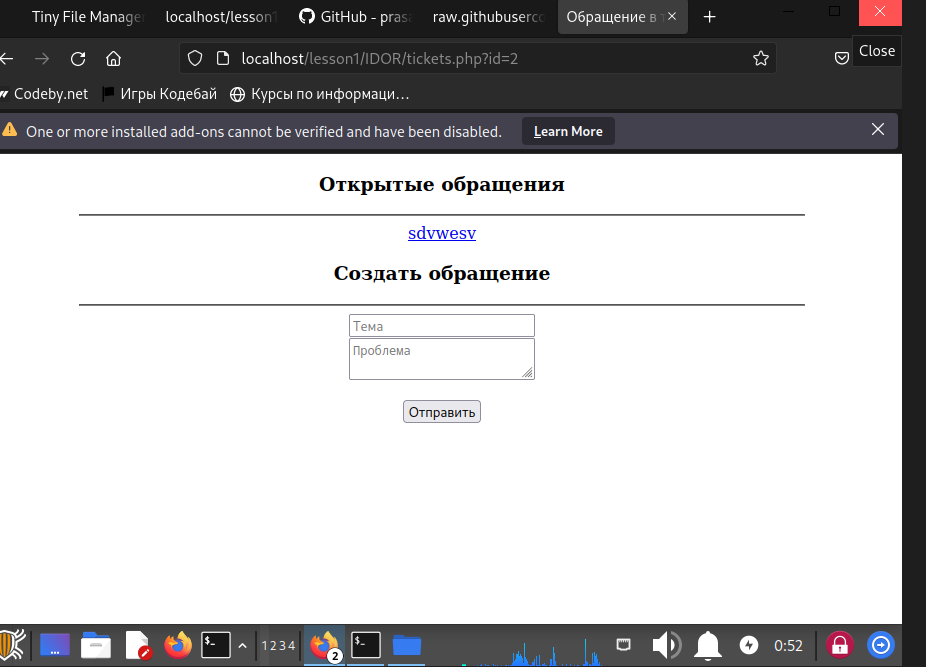 Tiny File Manage
localhost/lesson1
GitHub - pras
raw.githubuserco
Обращение в т
Close
localhost/lesson1/IDOR/tickets.php?id=2
Codeby.net
Игры Кодебай
Курсы по информаци…
One or more installed add-ons cannot be verified and have been disabled.
Learn More
Открытые обращения
sdvwesv
Создать обращение
Тема
Проблема
Отправить
1 2 3 4
2
0:52